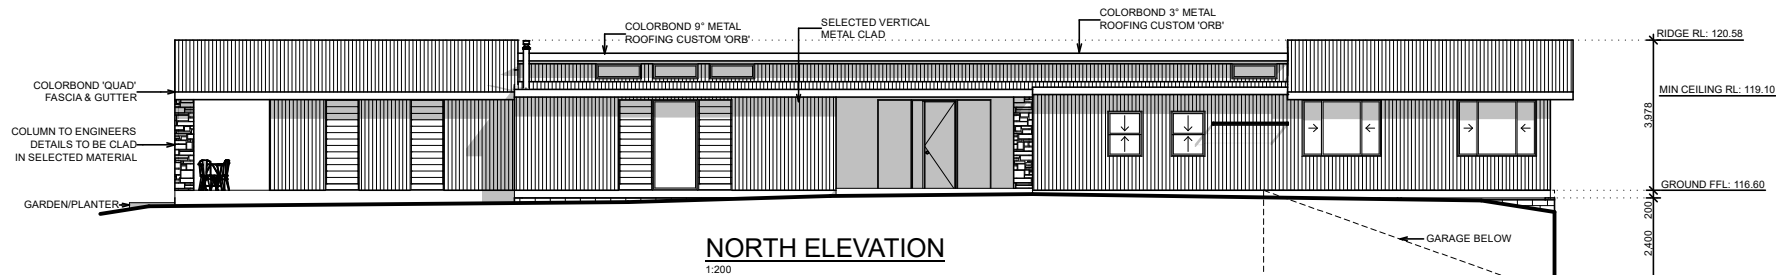 COLORBOND 9° METAL
ROOFING CUSTOM 'ORB'
SELECTED VERTICAL
METAL CLAD
COLORBOND 3° METAL
ROOFING CUSTOM 'ORB'
RIDGE RL: 120.58
COLORBOND 'QUAD'
FASCIA & GUTTER
MIN CEILING RL: 119.10
3,978
COLUMN TO ENGINEERS
DETAILS TO BE CLAD
IN SELECTED MATERIAL
GROUND FFL: 116.60
GARDEN/PLANTER
200
2,400
GARAGE BELOW
NORTH ELEVATION
1:200